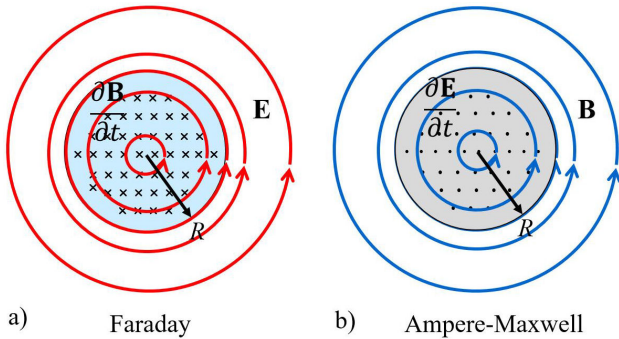 ∂B
∂t
E
R
a)
Faraday
∂E
∂t
B
R
b)
Ampere-Maxwell